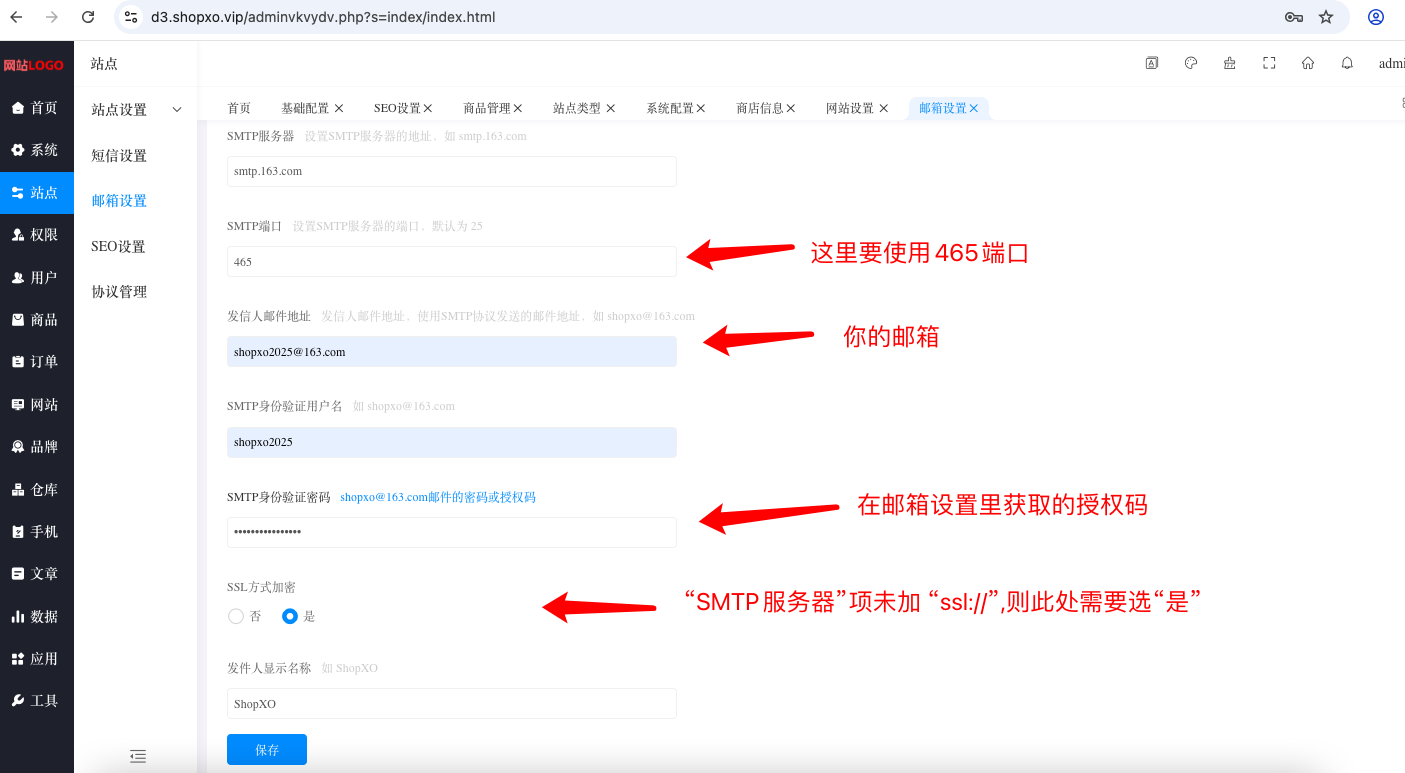 d3.shopxo.vip/adminvkvydv.php?s=index/index.html
网站LOGO
首页
系统
站点
权限
用户
商品
订单
网站
品牌
仓库
手机
文章
数据
应用
工具
站点
站点设置
短信设置
邮箱设置
SEO设置
协议管理
首页 基础配置 SEO设置 商品管理 站点类型 系统配置 商店信息 网站设置 邮箱设置
SMTP服务器 设置SMTP服务器的地址，如 smtp.163.com
smtp.163.com
SMTP端口 设置SMTP服务器的端口，默认为 25
465
这里要使用465端口
发信人邮件地址 发信人邮件地址，使用SMTP协议发送的邮件地址，如 shopxo@163.com
shopxo2025@163.com
你的邮箱
SMTP身份验证用户名 如 shopxo@163.com
shopxo2025
SMTP身份验证密码 shopxo@163.com邮件的密码或授权码
••••••••••••••••
在邮箱设置里获取的授权码
SSL方式加密
否 是
“SMTP服务器”项未加 “ssl://”,则此处需要选“是”
发件人显示名称 如 ShopXO
ShopXO
保存